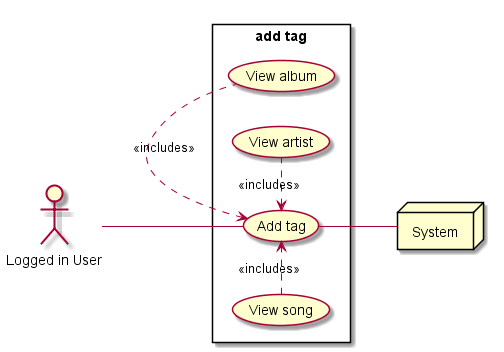 add tag
View album
View artist
«includes»
«includes»
Add tag
System
Logged in User
«includes»
View song